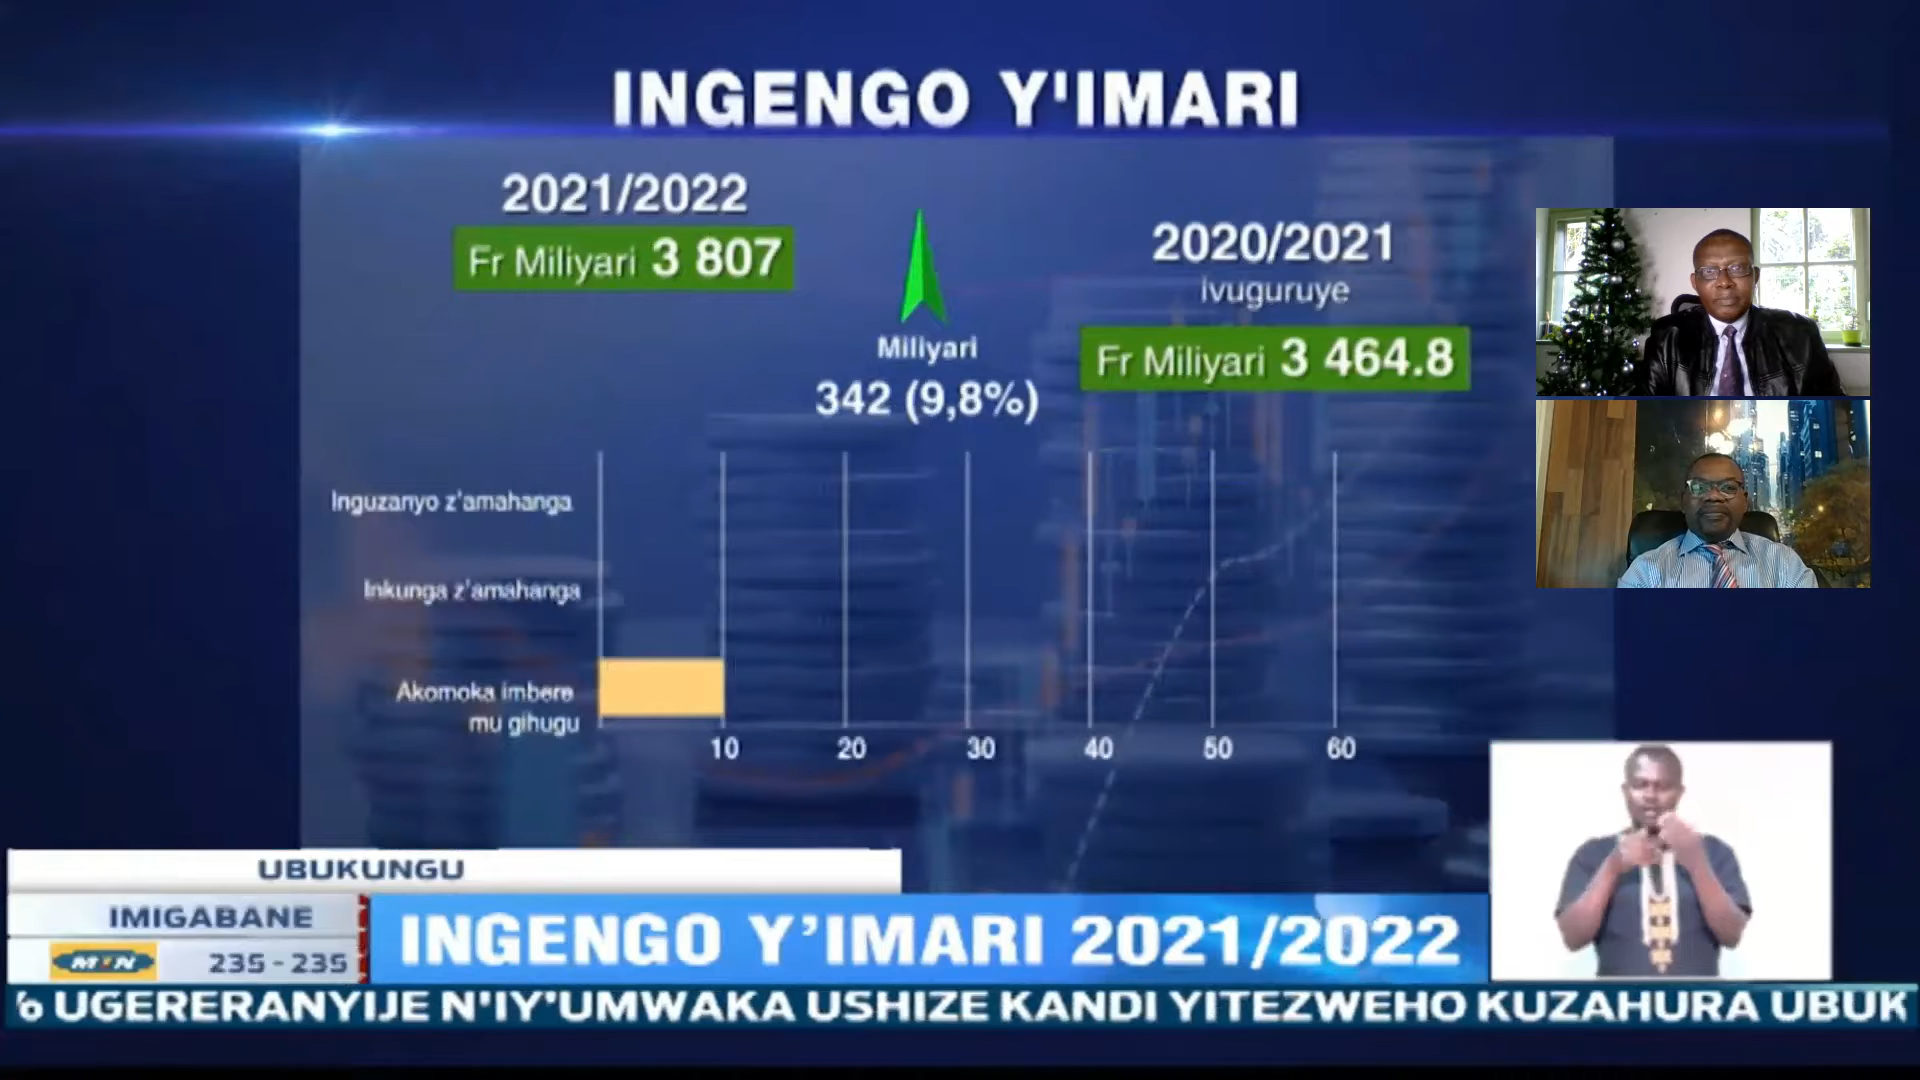 INGENGO Y'IMARI
2021/2022
Fr Miliyari 3 807
2020/2021
ivuguruye
Fr Miliyari 3 464.8
Miliyari
342 (9,8%)
Inguzanyo z'amahanga
Inkunga z'amahanga
Akomoka imbere
mu gihugu
10 20 30 40 50 60
UBUKUNGU
IMIGABANE
MTN 235 - 235
INGENGO Y’IMARI 2021/2022
% UGERERANYIJE N'IY'UMWAKA USHIZE KANDI YITEZWEHO KUZAHURA UBUK